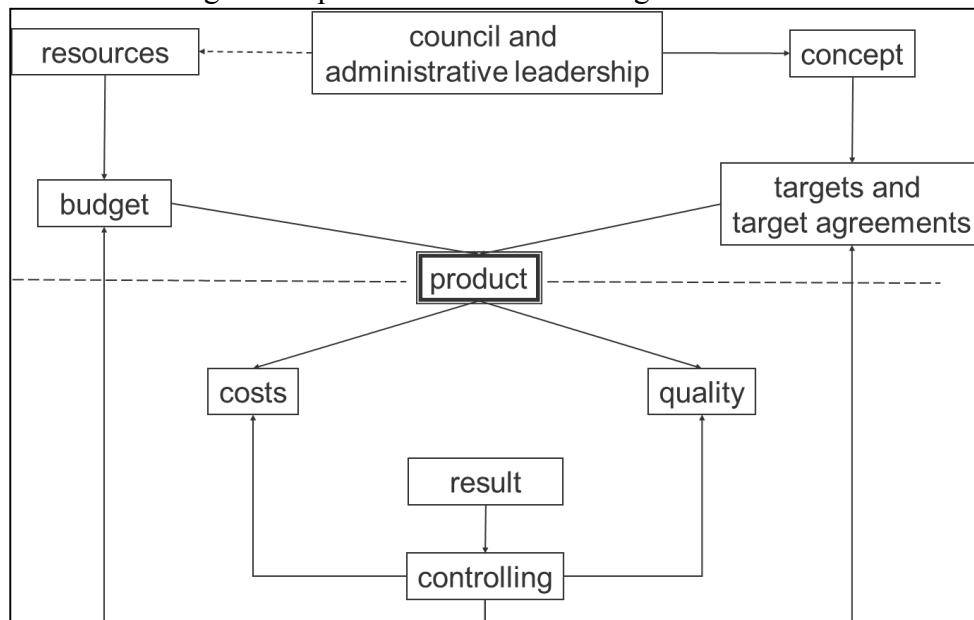 resources
council and
administrative leadership
concept
budget
targets and
target agreements
product
costs
quality
result
controlling